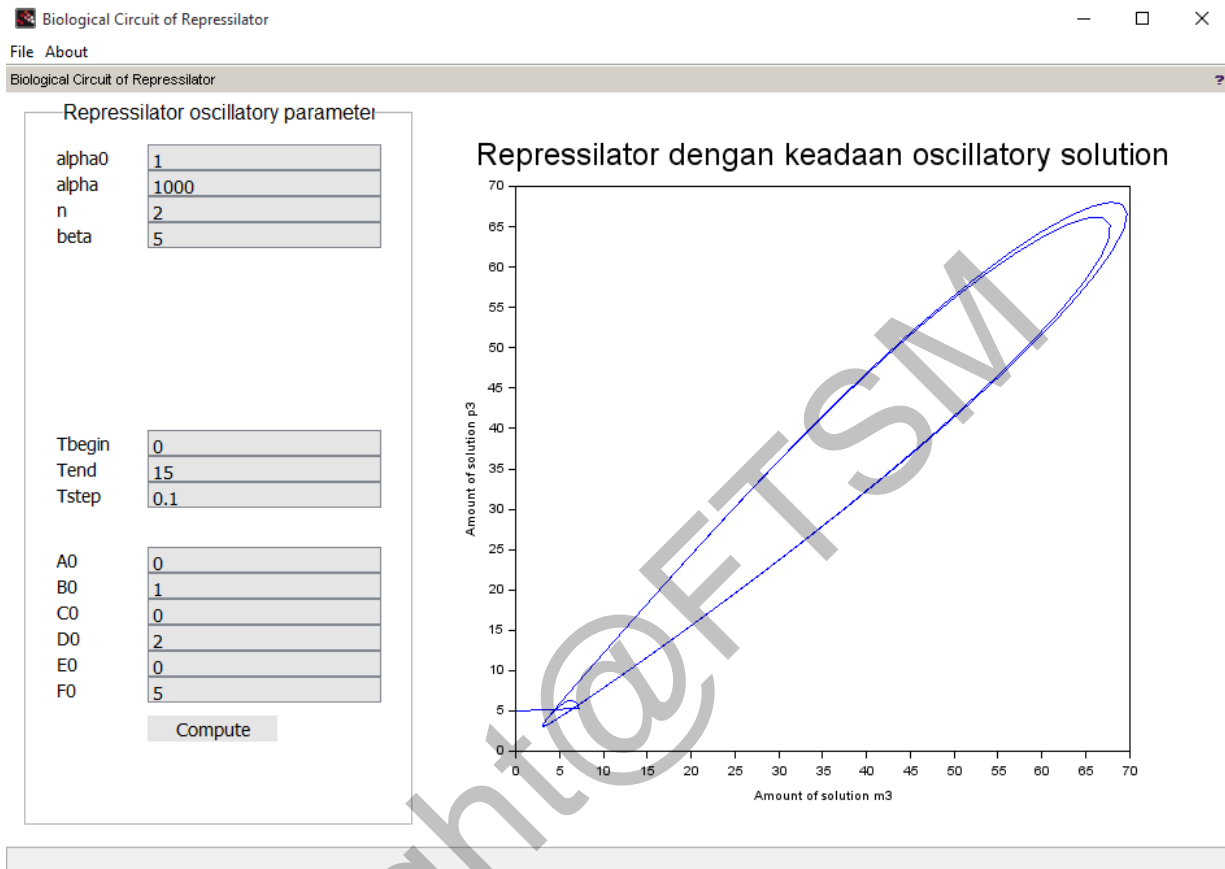 Biological Circuit of Repressilator
File About
Biological Circuit of Repressilator ?
Repressilator oscillatory parameter
alpha0 1
alpha 1000
n 2
beta 5
Tbegin 0
Tend 15
Tstep 0.1
A0 0
B0 1
C0 0
D0 2
E0 0
F0 5
Compute
Repressilator dengan keadaan oscillatory solution
70
65
60
55
50
45
40
35
30
25
20
15
10
5
0
Amount of solution p3
0 5 10 15 20 25 30 35 40 45 50 55 60 65 70
Amount of solution m3
ght@FTSM